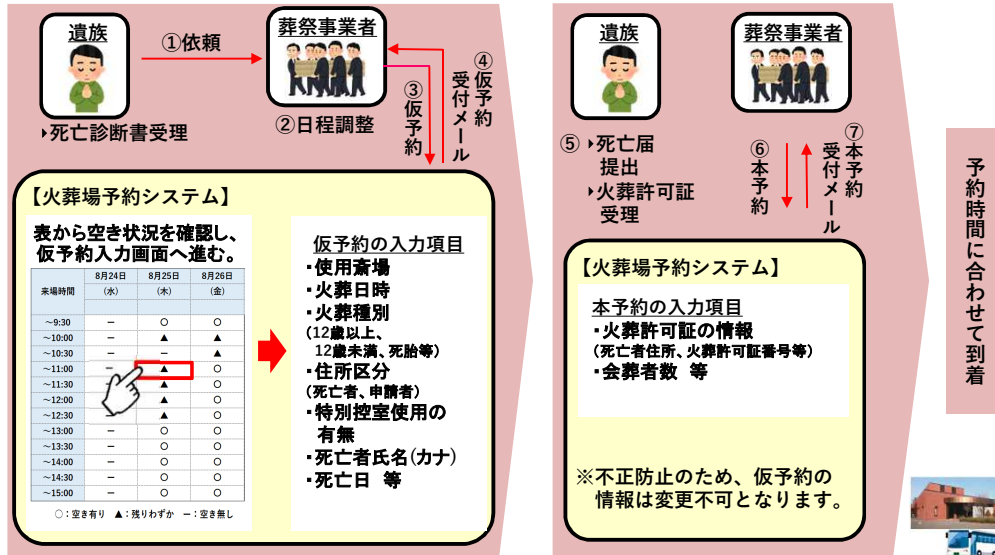 遺族
①依頼
葬祭事業者
▸死亡診断書受理
②日程調整
③仮予約
④仮予約
受付メール
【火葬場予約システム】
表から空き状況を確認し、
仮予約入力画面へ進む。
来場時間 8月24日 8月25日 8月26日
(水) (木) (金)
～9:30 － ○ ○
～10:00 － ▲ ▲
～10:30 － － ▲
～11:00 － ▲ ○
～11:30 － ▲ ○
～12:00 ▲ ○
～12:30 ▲ ○
～13:00 － ○ ○
～13:30 － ○ ○
～14:00 － ○ ○
～14:30 － ○ ○
～15:00 － ○ ○
○：空き有り ▲：残りわずか －：空き無し
仮予約の入力項目
・使用斎場
・火葬日時
・火葬種別
(12歳以上、
12歳未満、死胎等)
・住所区分
(死亡者、申請者)
・特別控室使用の
有無
・死亡者氏名(カナ)
・死亡日 等
遺族
葬祭事業者
⑤ ▸死亡届
提出
▸火葬許可証
受理
⑥本予約
⑦本予約
受付メール
【火葬場予約システム】
本予約の入力項目
・火葬許可証の情報
(死亡者住所、火葬許可証番号等)
・会葬者数 等
※不正防止のため、仮予約の
情報は変更不可となります。
予約時間に合わせて到着